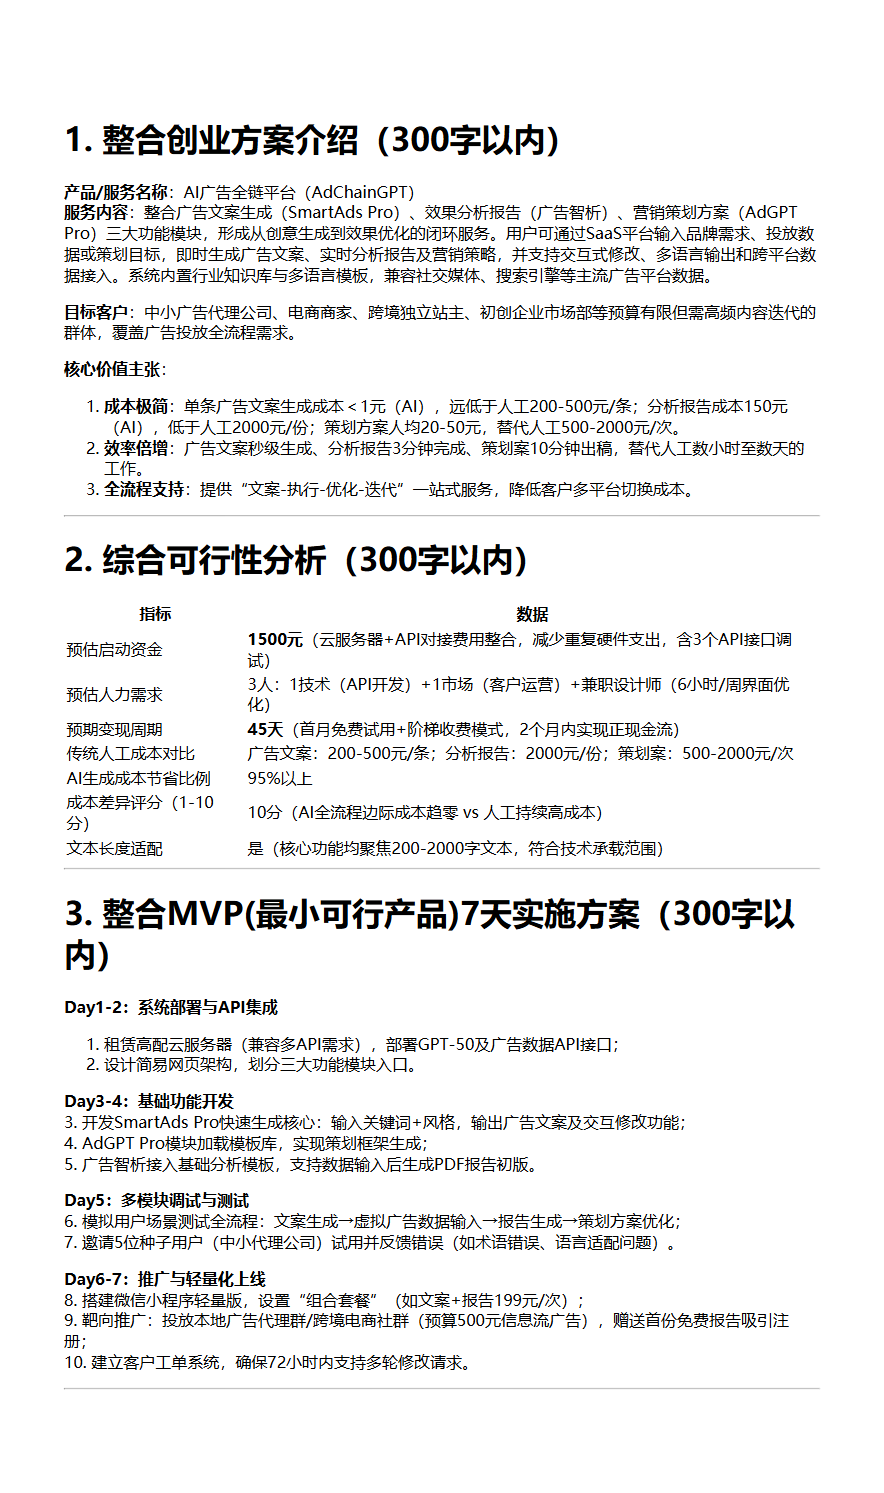 1. 整合创业方案介绍（300字以内）
产品/服务名称：AI广告全链平台（AdChainGPT）
服务内容：整合广告文案生成（SmartAds Pro）、效果分析报告（广告智析）、营销策划方案（AdGPT
Pro）三大功能模块，形成从创意生成到效果优化的闭环服务。用户可通过SaaS平台输入品牌需求、投放数
据或策划目标，即时生成广告文案、实时分析报告及营销策略，并支持交互式修改、多语言输出和跨平台数
据接入。系统内置行业知识库与多语言模板，兼容社交媒体、搜索引擎等主流广告平台数据。
目标客户：中小广告代理公司、电商商家、跨境独立站主、初创企业市场部等预算有限但需高频内容迭代的
群体，覆盖广告投放全流程需求。
核心价值主张：
1. 成本极简：单条广告文案生成成本＜1元（AI），远低于人工200-500元/条；分析报告成本150元
（AI），低于人工2000元/份；策划方案人均20-50元，替代人工500-2000元/次。
2. 效率倍增：广告文案秒级生成、分析报告3分钟完成、策划案10分钟出稿，替代人工数小时至数天的
工作。
3. 全流程支持：提供“文案-执行-优化-迭代”一站式服务，降低客户多平台切换成本。
2. 综合可行性分析（300字以内）
指标 数据
预估启动资金 1500元（云服务器+API对接费用整合，减少重复硬件支出，含3个API接口调
试）
预估人力需求 3人：1技术（API开发）+1市场（客户运营）+兼职设计师（6小时/周界面优
化）
预期变现周期 45天（首月免费试用+阶梯收费模式，2个月内实现正现金流）
传统人工成本对比 广告文案：200-500元/条；分析报告：2000元/份；策划案：500-2000元/次
AI生成成本节省比例 95%以上
成本差异评分（1-10
分） 10分（AI全流程边际成本趋零 vs 人工持续高成本）
文本长度适配 是（核心功能均聚焦200-2000字文本，符合技术承载范围）
3. 整合MVP(最小可行产品)7天实施方案（300字以
内）
Day1-2：系统部署与API集成
1. 租赁高配云服务器（兼容多API需求），部署GPT-50及广告数据API接口；
2. 设计简易网页架构，划分三大功能模块入口。
Day3-4：基础功能开发
3. 开发SmartAds Pro快速生成核心：输入关键词+风格，输出广告文案及交互修改功能；
4. AdGPT Pro模块加载模板库，实现策划框架生成；
5. 广告智析接入基础分析模板，支持数据输入后生成PDF报告初版。
Day5：多模块调试与测试
6. 模拟用户场景测试全流程：文案生成→虚拟广告数据输入→报告生成→策划方案优化；
7. 邀请5位种子用户（中小代理公司）试用并反馈错误（如术语错误、语言适配问题）。
Day6-7：推广与轻量化上线
8. 搭建微信小程序轻量版，设置“组合套餐”（如文案+报告199元/次）；
9. 靶向推广：投放本地广告代理群/跨境电商社群（预算500元信息流广告），赠送首份免费报告吸引注
册；
10. 建立客户工单系统，确保72小时内支持多轮修改请求。